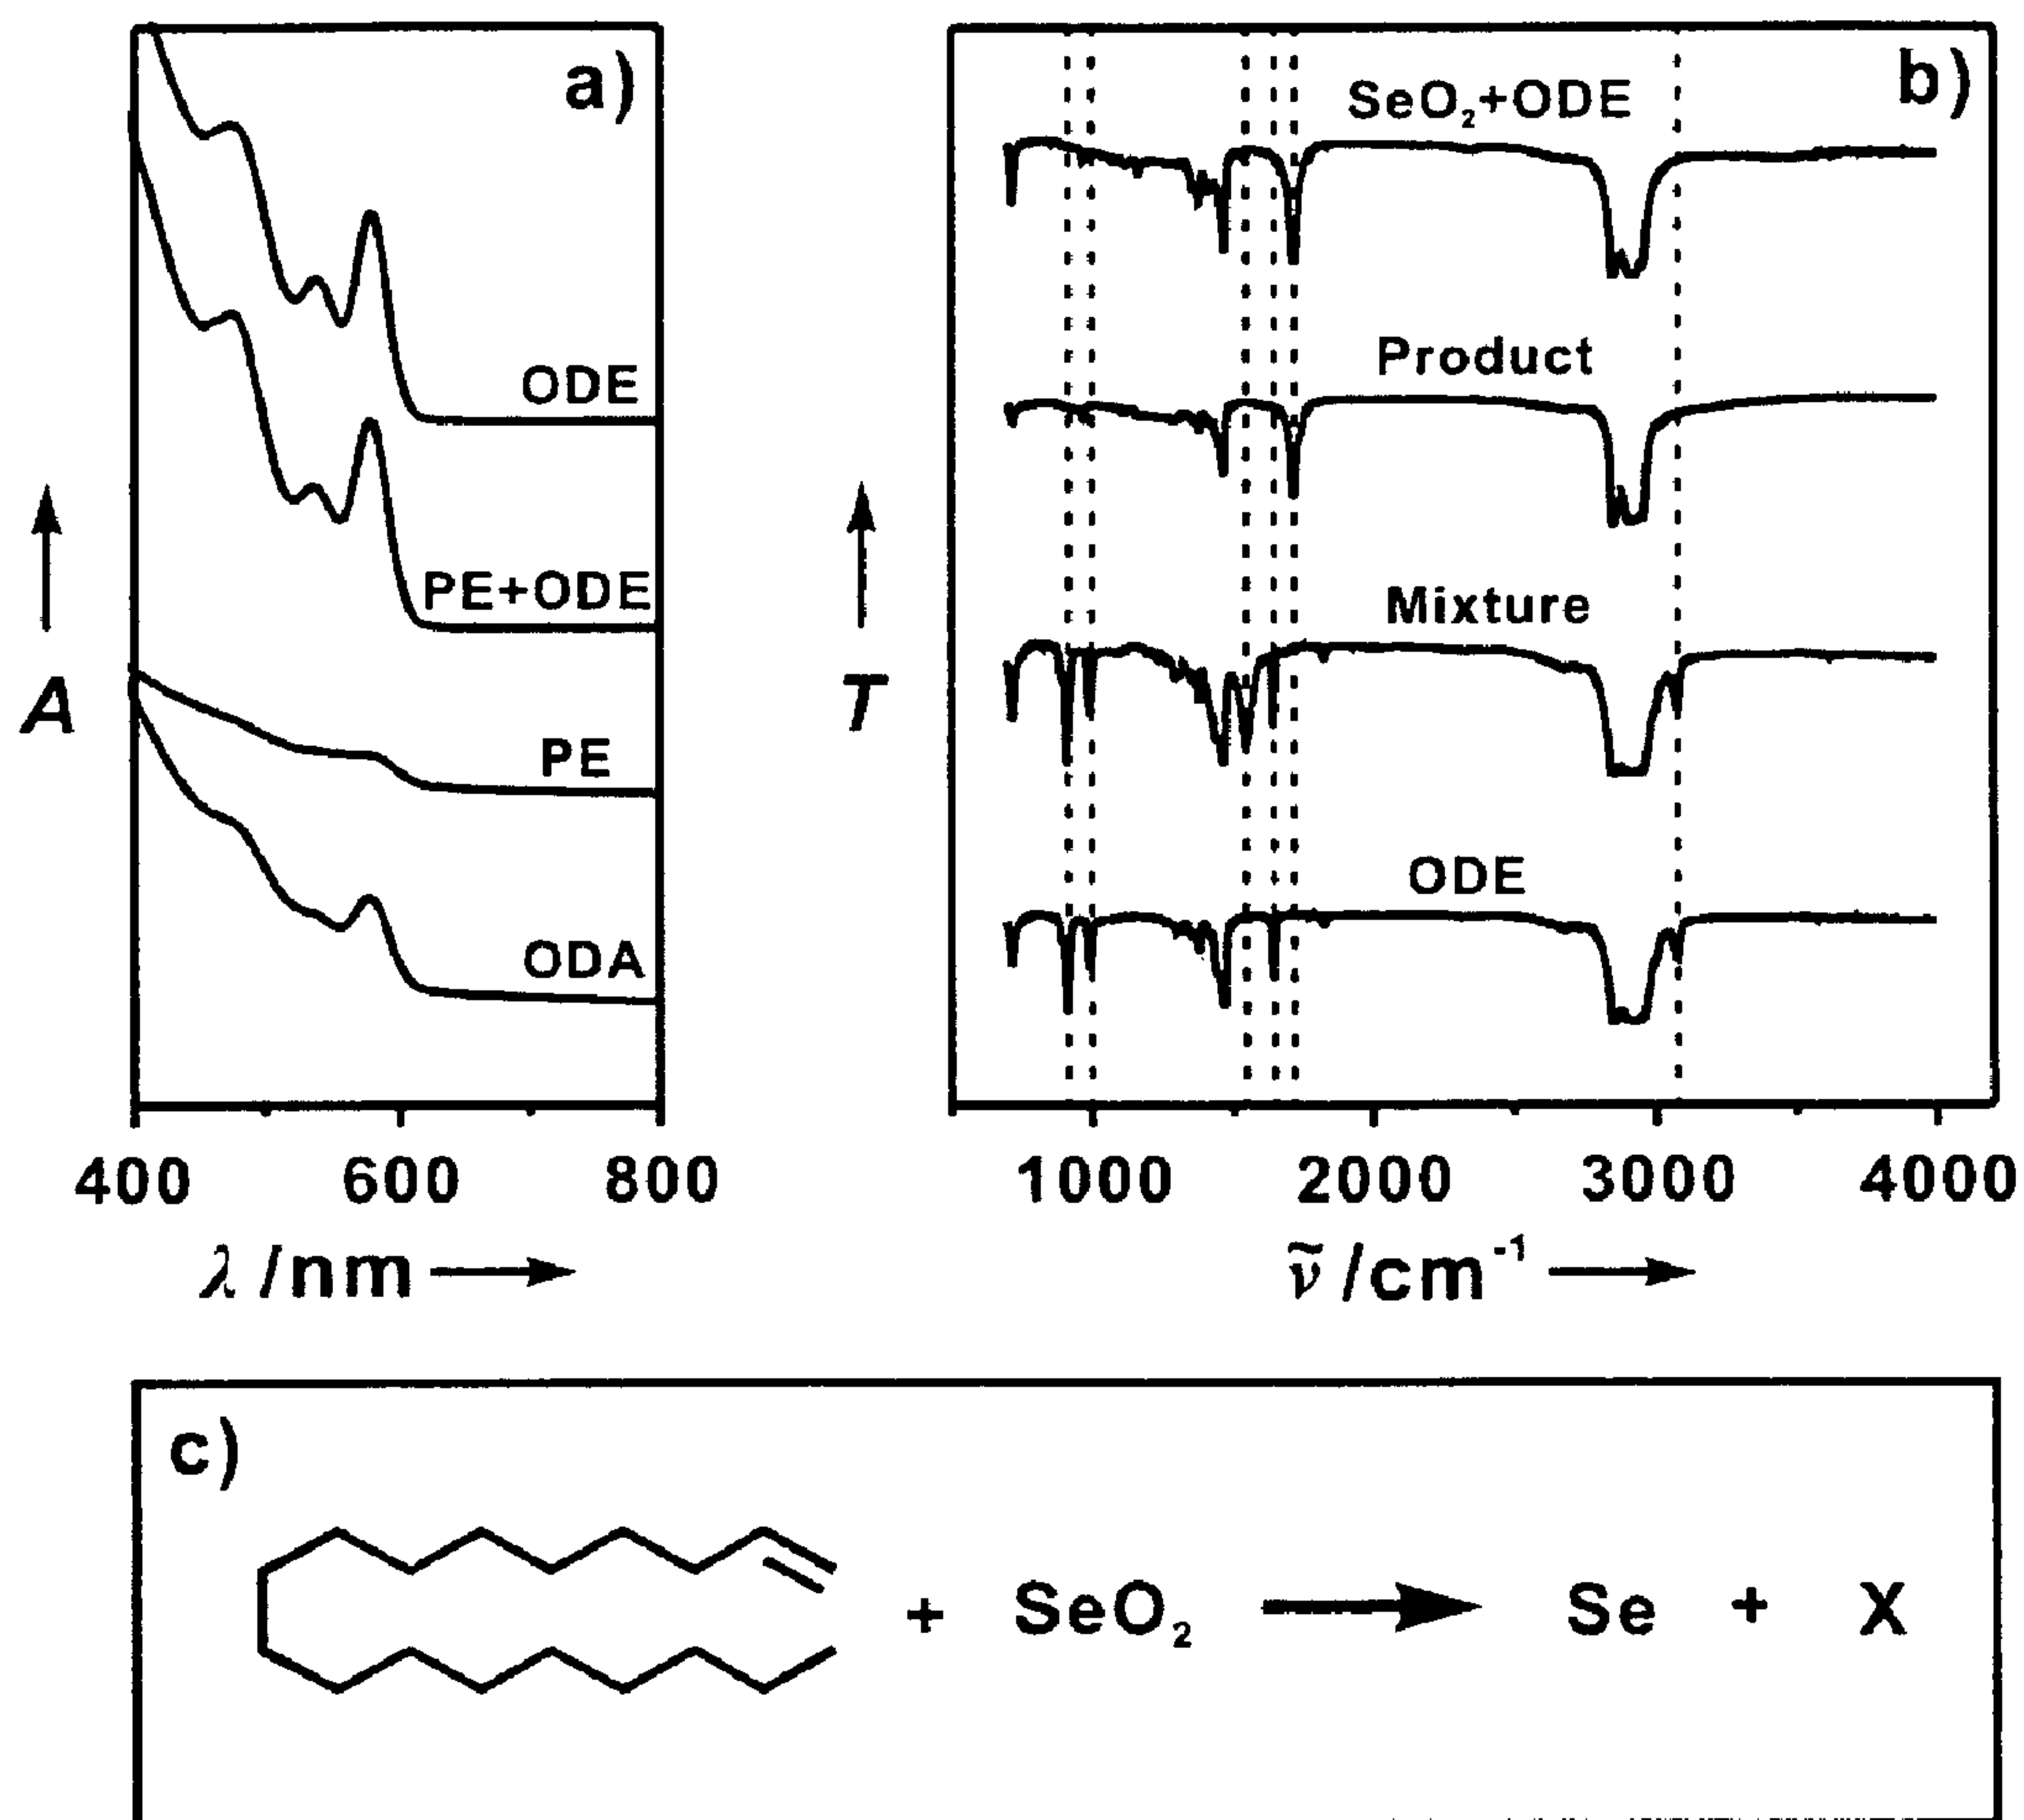 a)
ODE
PE+ODE
PE
ODA
A
400 600 800
λ /nm
b)
SeO₂+ODE
Product
Mixture
ODE
T
1000 2000 3000 4000
ν̃ /cm⁻¹
c)
+ SeO₂ Se + X